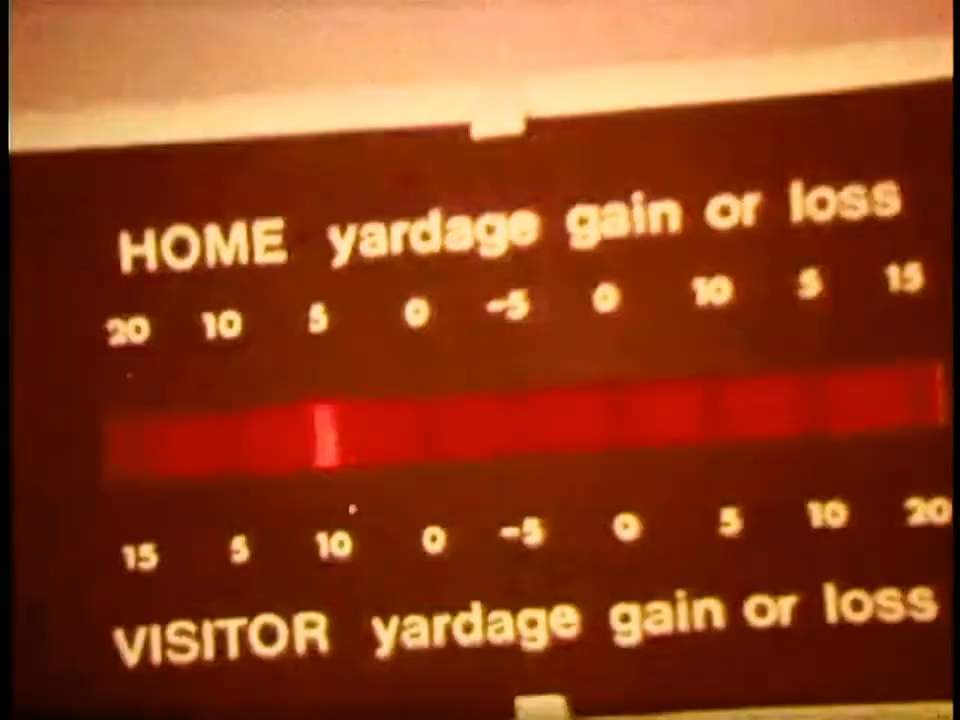 HOME yardage gain or loss
20 10 5 0 -5 0 10 5 15
15 5 10 0 -5 0 5 10 20
VISITOR yardage gain or loss